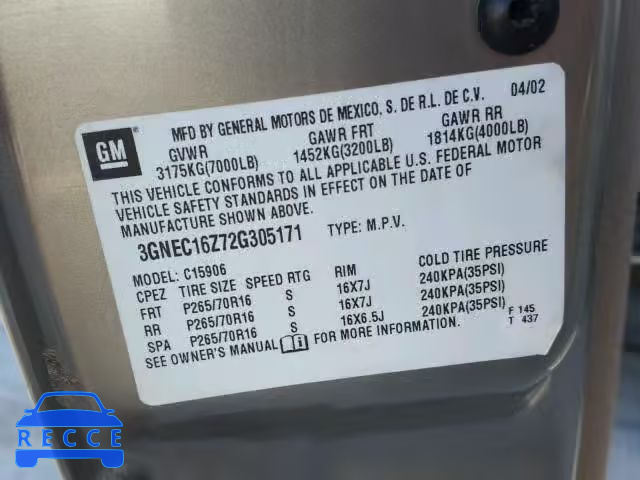 GM
MFD BY GENERAL MOTORS DE MEXICO, S. DE R.L. DE C.V. 04/02
GVWR GAWR FRT GAWR RR
3175KG(7000LB) 1452KG(3200LB) 1814KG(4000LB)
THIS VEHICLE CONFORMS TO ALL APPLICABLE U.S. FEDERAL MOTOR
VEHICLE SAFETY STANDARDS IN EFFECT ON THE DATE OF
MANUFACTURE SHOWN ABOVE.
3GNEC16Z72G305171 TYPE: M.P.V.
MODEL: C15906
CPEZ TIRE SIZE SPEED RTG RIM COLD TIRE PRESSURE
FRT P265/70R16 S 16X7J 240KPA(35PSI)
RR P265/70R16 S 16X7J 240KPA(35PSI)
SPA P265/70R16 S 16X6.5J 240KPA(35PSI)
SEE OWNER'S MANUAL FOR MORE INFORMATION.
F 145
T 437
RECCE